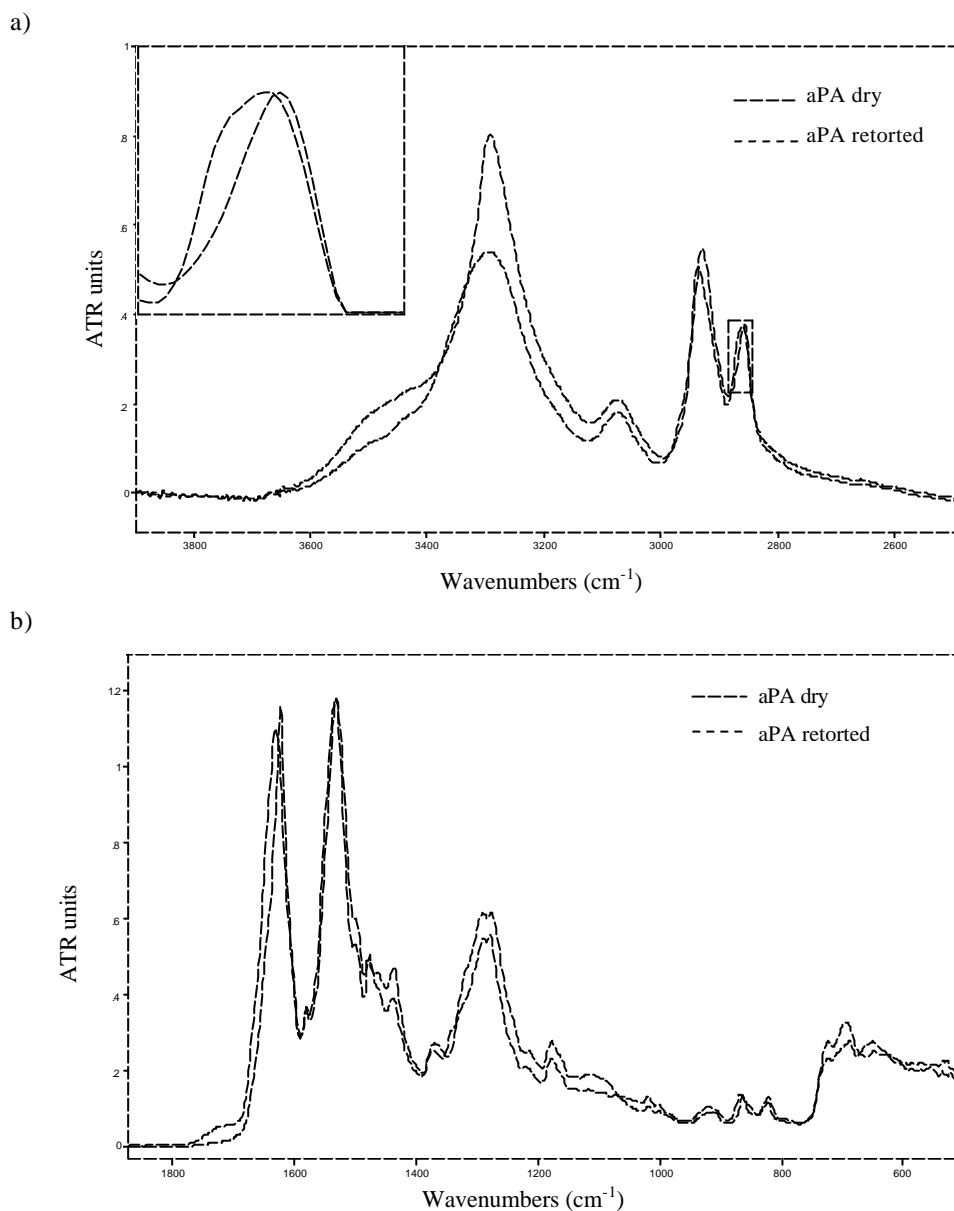 a)
1
aPA dry
.8
aPA retorted
.6
ATR units
.4
.2
0
3800 3600 3400 3200 3000 2800 2600
Wavenumbers (cm-1)
b)
12
aPA dry
aPA retorted
1
.8
ATR units
.6
.4
.2
0
1800 1600 1400 1200 1000 800 600
Wavenumbers (cm-1)